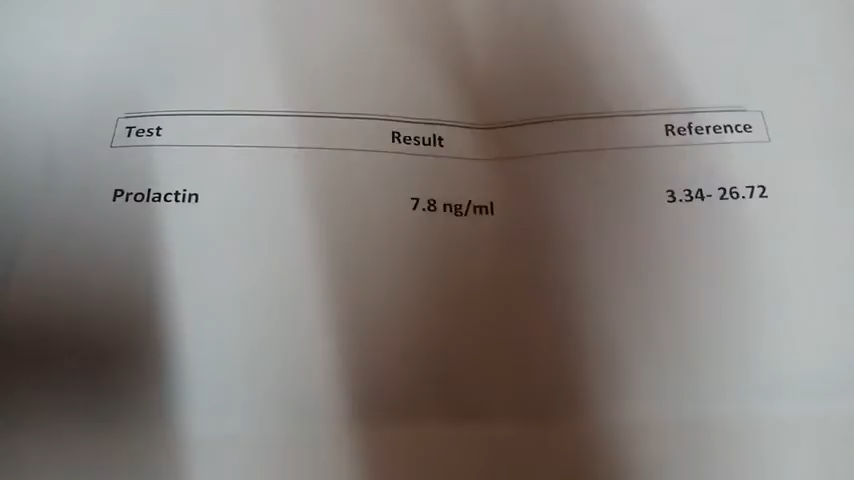 Test Result Reference
Prolactin 7.8 ng/ml 3.34- 26.72